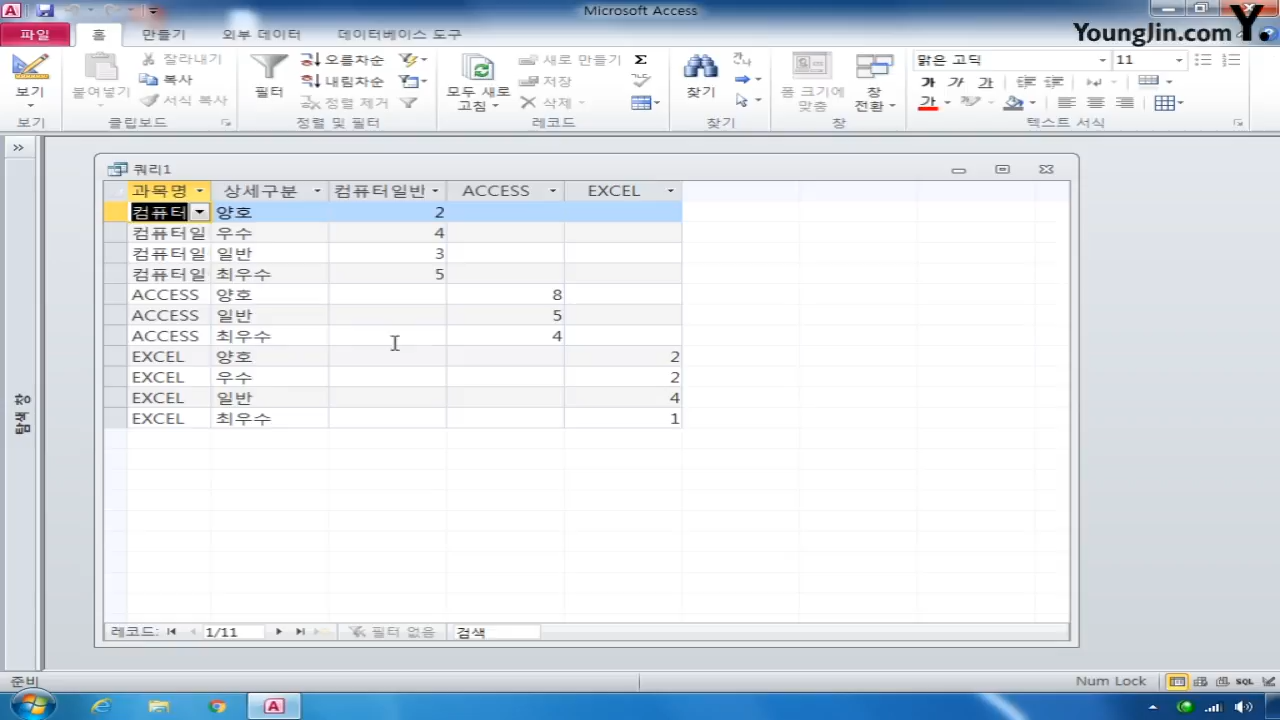 Microsoft Access
YoungJin.com Y.
파일 홈 만들기 외부 데이터 데이터베이스 도구
보기
보기
붙여넣기
잘라내기
복사
서식 복사
클립보드
필터
오름차순
내림차순
정렬 제거
정렬 및 필터
모두 새로
고침
새로 만들기
저장
삭제
레코드
찾기
찾기
폼 크기에
맞춤
창
전환
창
맑은 고딕 11
가 가 가
가
텍스트 서식
탐색 창
쿼리1
과목명 상세구분 컴퓨터일반 ACCESS EXCEL
컴퓨터 양호 2
컴퓨터일 우수 4
컴퓨터일 일반 3
컴퓨터일 최우수 5
ACCESS 양호 8
ACCESS 일반 5
ACCESS 최우수 4
EXCEL 양호 2
EXCEL 우수 2
EXCEL 일반 4
EXCEL 최우수 1
레코드: 1/11 필터 없음 검색
준비 Num Lock SQL